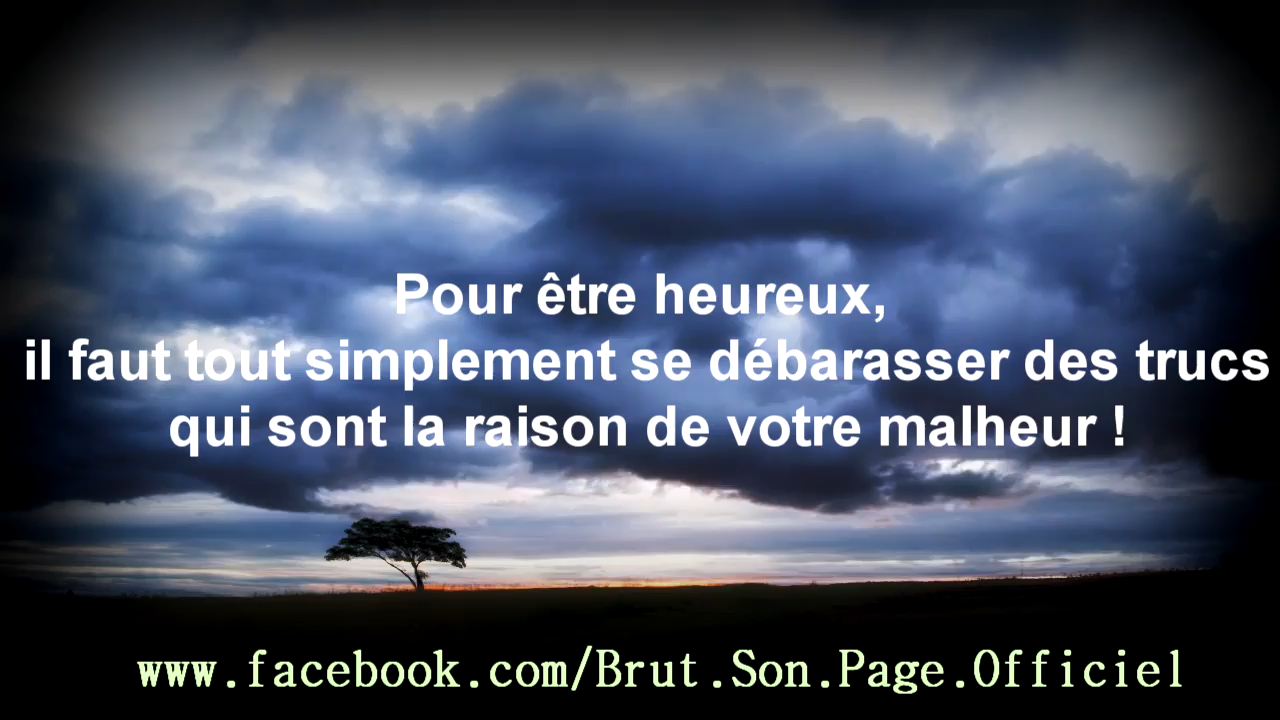 Pour être heureux,
il faut tout simplement se débarasser des trucs
qui sont la raison de votre malheur !
www.facebook.com/Brut.Son.Page.Officiel